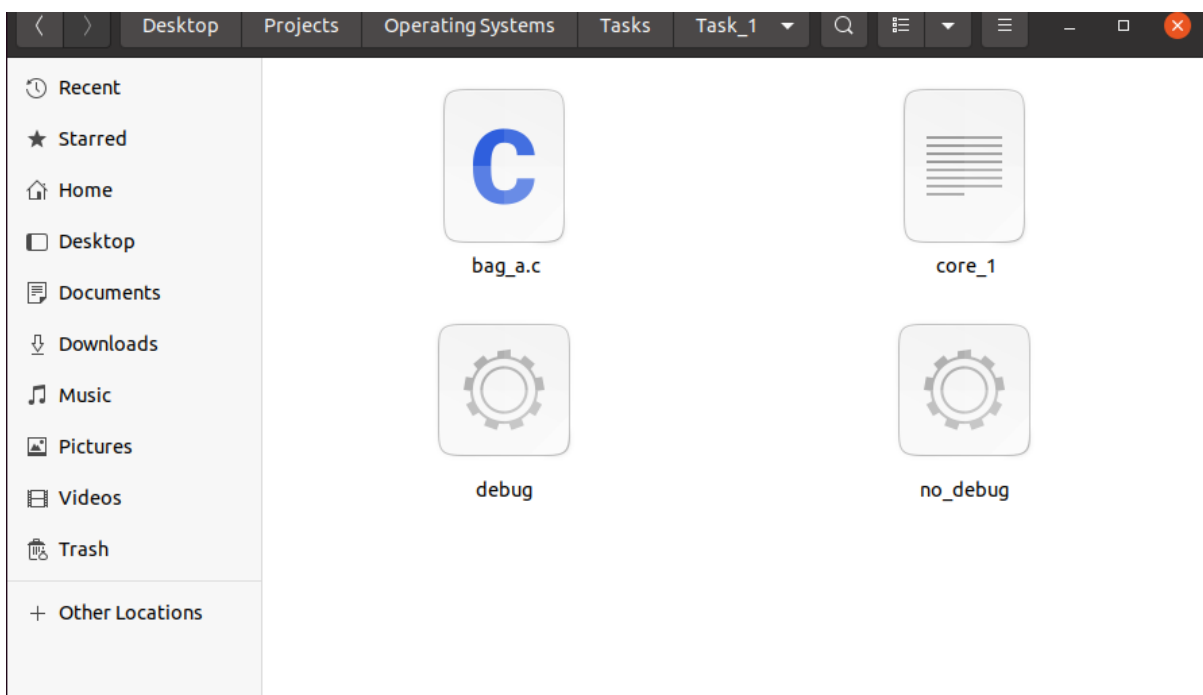 Desktop Projects Operating Systems Tasks Task_1
Recent
Starred
Home
Desktop
Documents
Downloads
Music
Pictures
Videos
Trash
Other Locations
C
bag_a.c core_1
debug no_debug